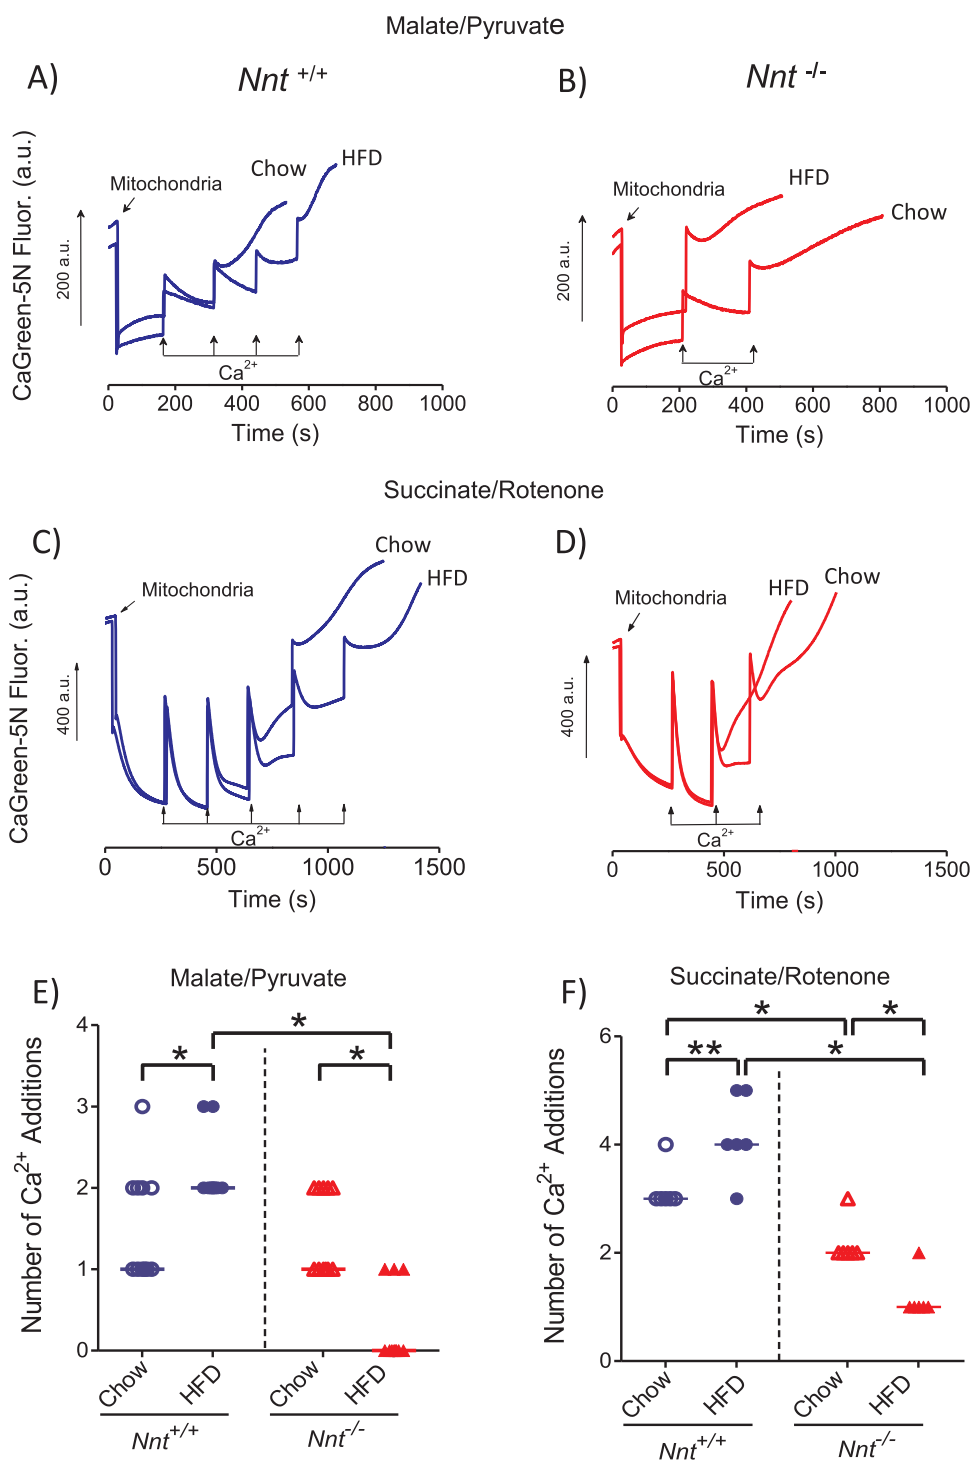 Malate/Pyruvate
A) Nnt +/+
B) Nnt -/-
CaGreen-5N Fluor. (a.u.)
200 a.u.
Mitochondria
Chow
HFD
Ca2+
0 200 400 600 800 1000
Time (s)
200 a.u.
Mitochondria
HFD
Chow
Ca2+
0 200 400 600 800 1000
Time (s)
Succinate/Rotenone
C)
D)
CaGreen-5N Fluor. (a.u.)
400 a.u.
Mitochondria
Chow
HFD
Ca2+
0 500 1000 1500
Time (s)
400 a.u.
Mitochondria
HFD
Chow
Ca2+
0 500 1000 1500
Time (s)
E) Malate/Pyruvate
Number of Ca2+ Additions
4
3
2
1
0
*
*
*
Chow HFD Chow HFD
Nnt+/+ Nnt-/-
F) Succinate/Rotenone
Number of Ca2+ Additions
6
4
2
0
* *
** *
Chow HFD Chow HFD
Nnt+/+ Nnt-/-